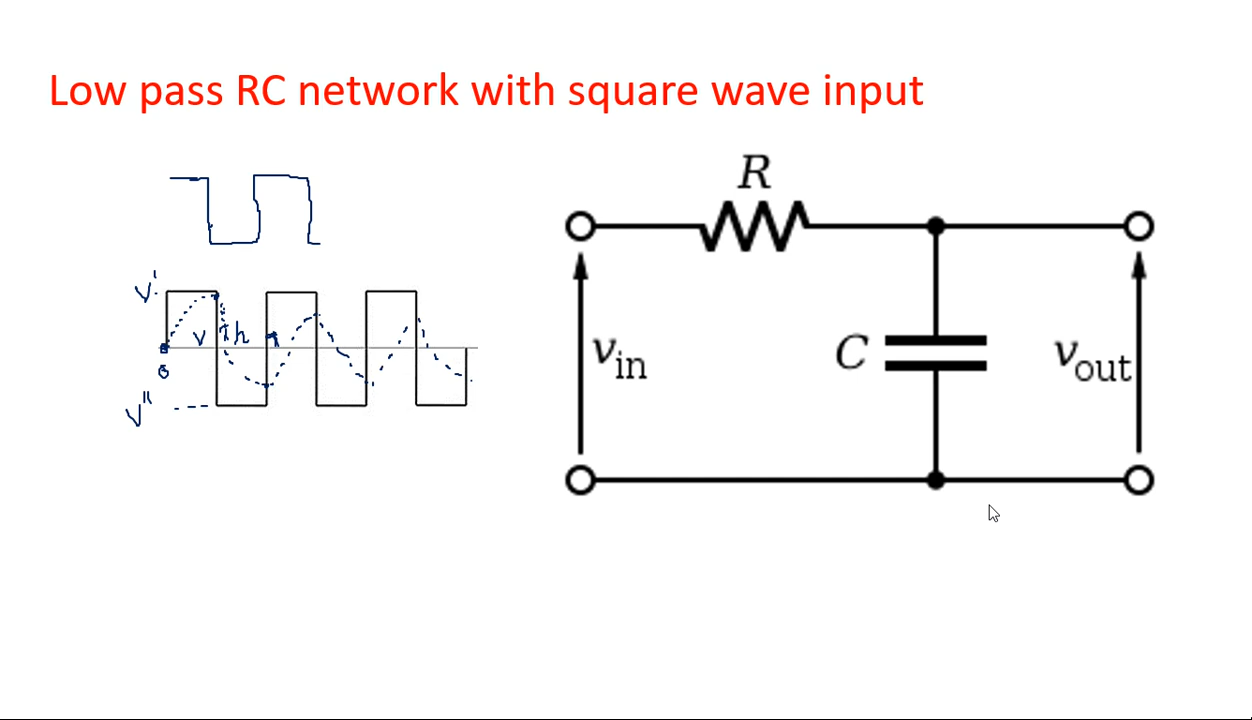 Low pass RC network with square wave input
R
V'
V
0
V"
v_in
C
v_out